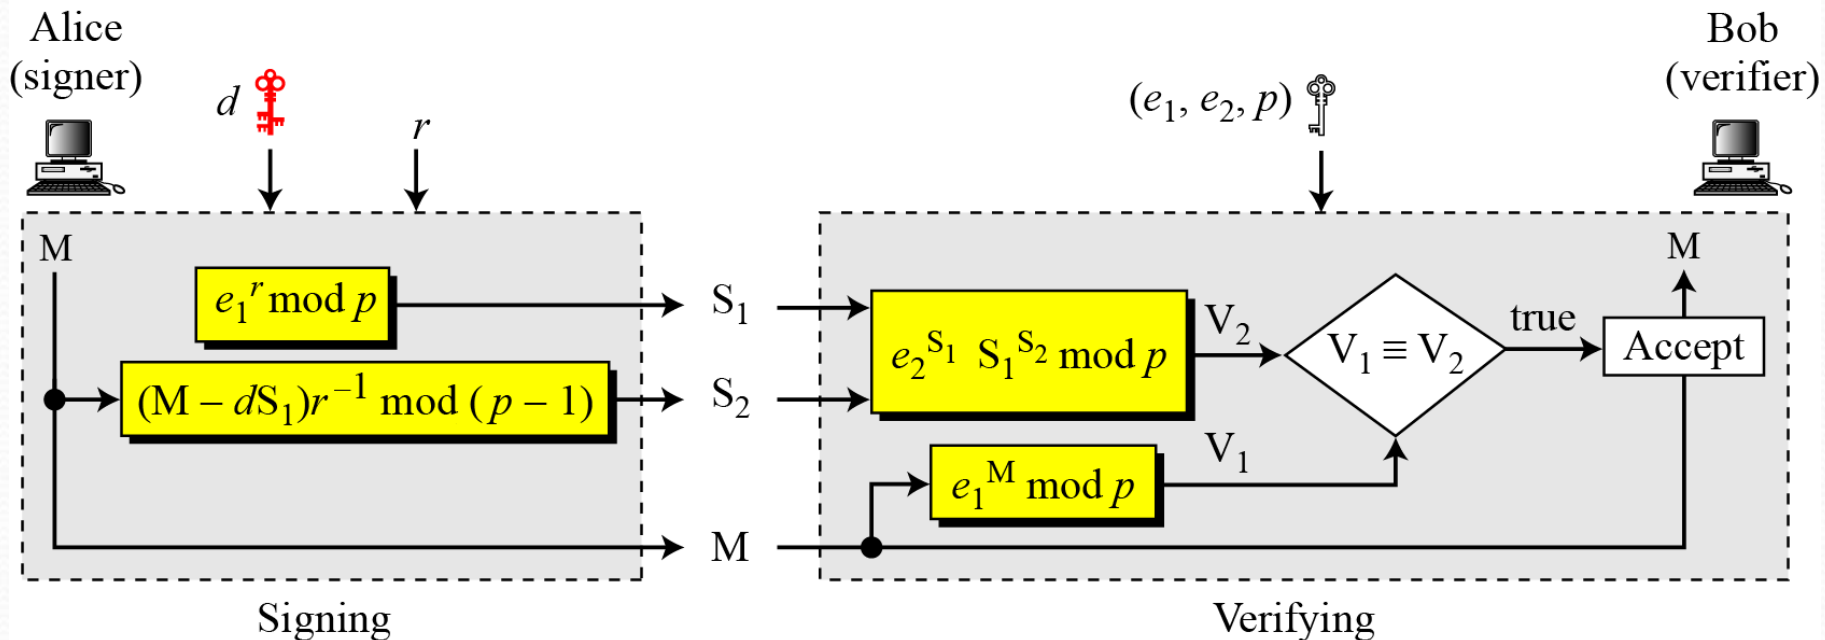 Alice
(signer)
d
r
(e₁, e₂, p)
Bob
(verifier)
M
e₁ʳ mod p
(M – dS₁)r⁻¹ mod (p – 1)
S₁
S₂
M
e₂^S₁ S₁^S₂ mod p
V₂
e₁^M mod p
V₁
V₁ ≡ V₂
true
Accept
M
Signing
Verifying